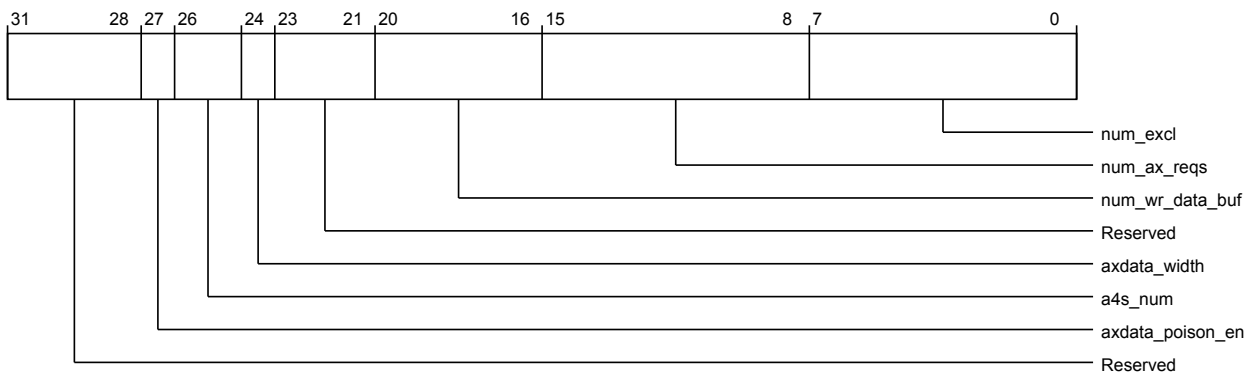 31 28 27 26 24 23 21 20 16 15 8 7 0
num_excl
num_ax_reqs
num_wr_data_buf
Reserved
axdata_width
a4s_num
axdata_poison_en
Reserved